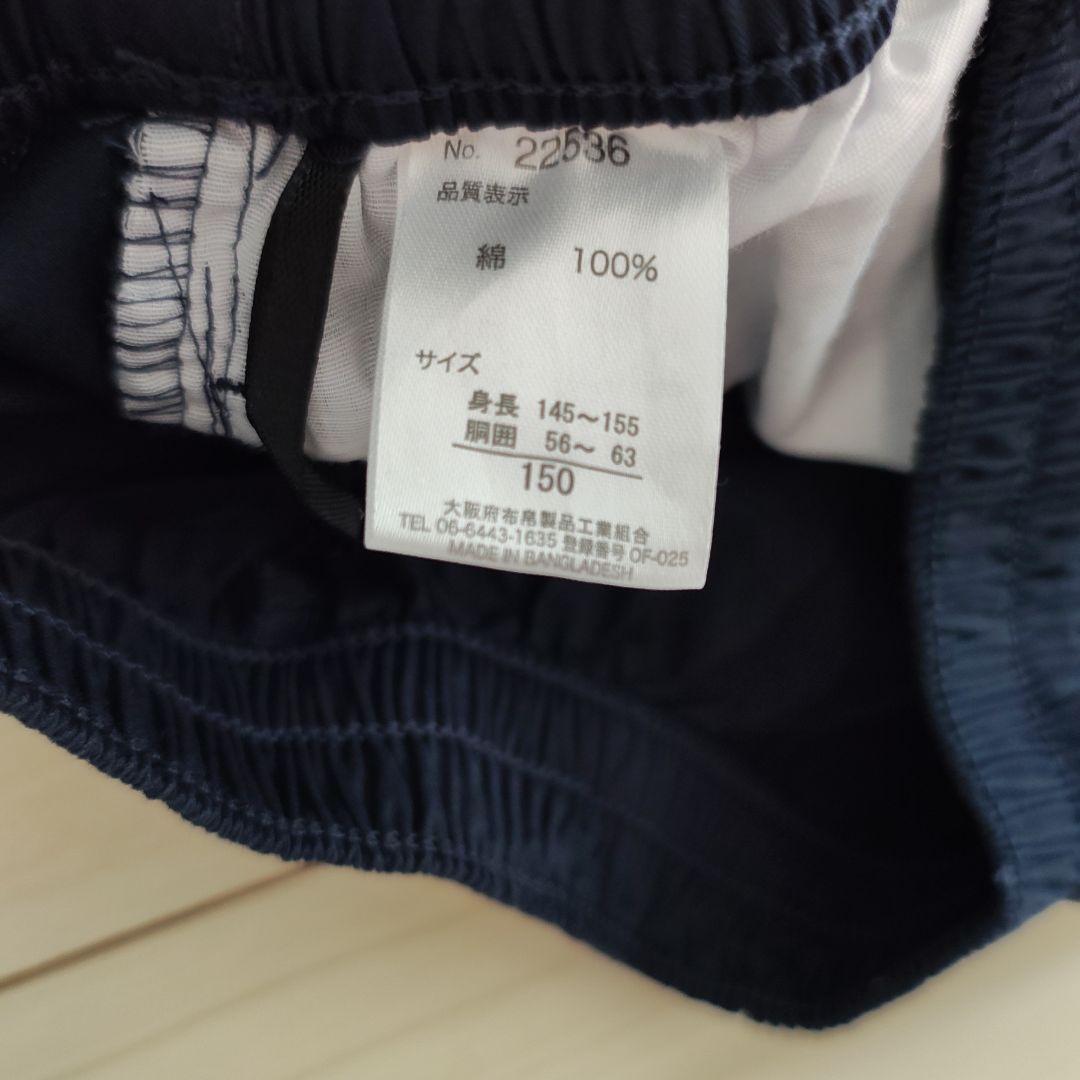 No. 22536
品質表示
綿 100%
サイズ
身長 145〜155
胴囲 56〜 63
150
大阪府布帛製品工業組合
TEL 06-6443-1635 登録番号 OF-025
MADE IN BANGLADESH